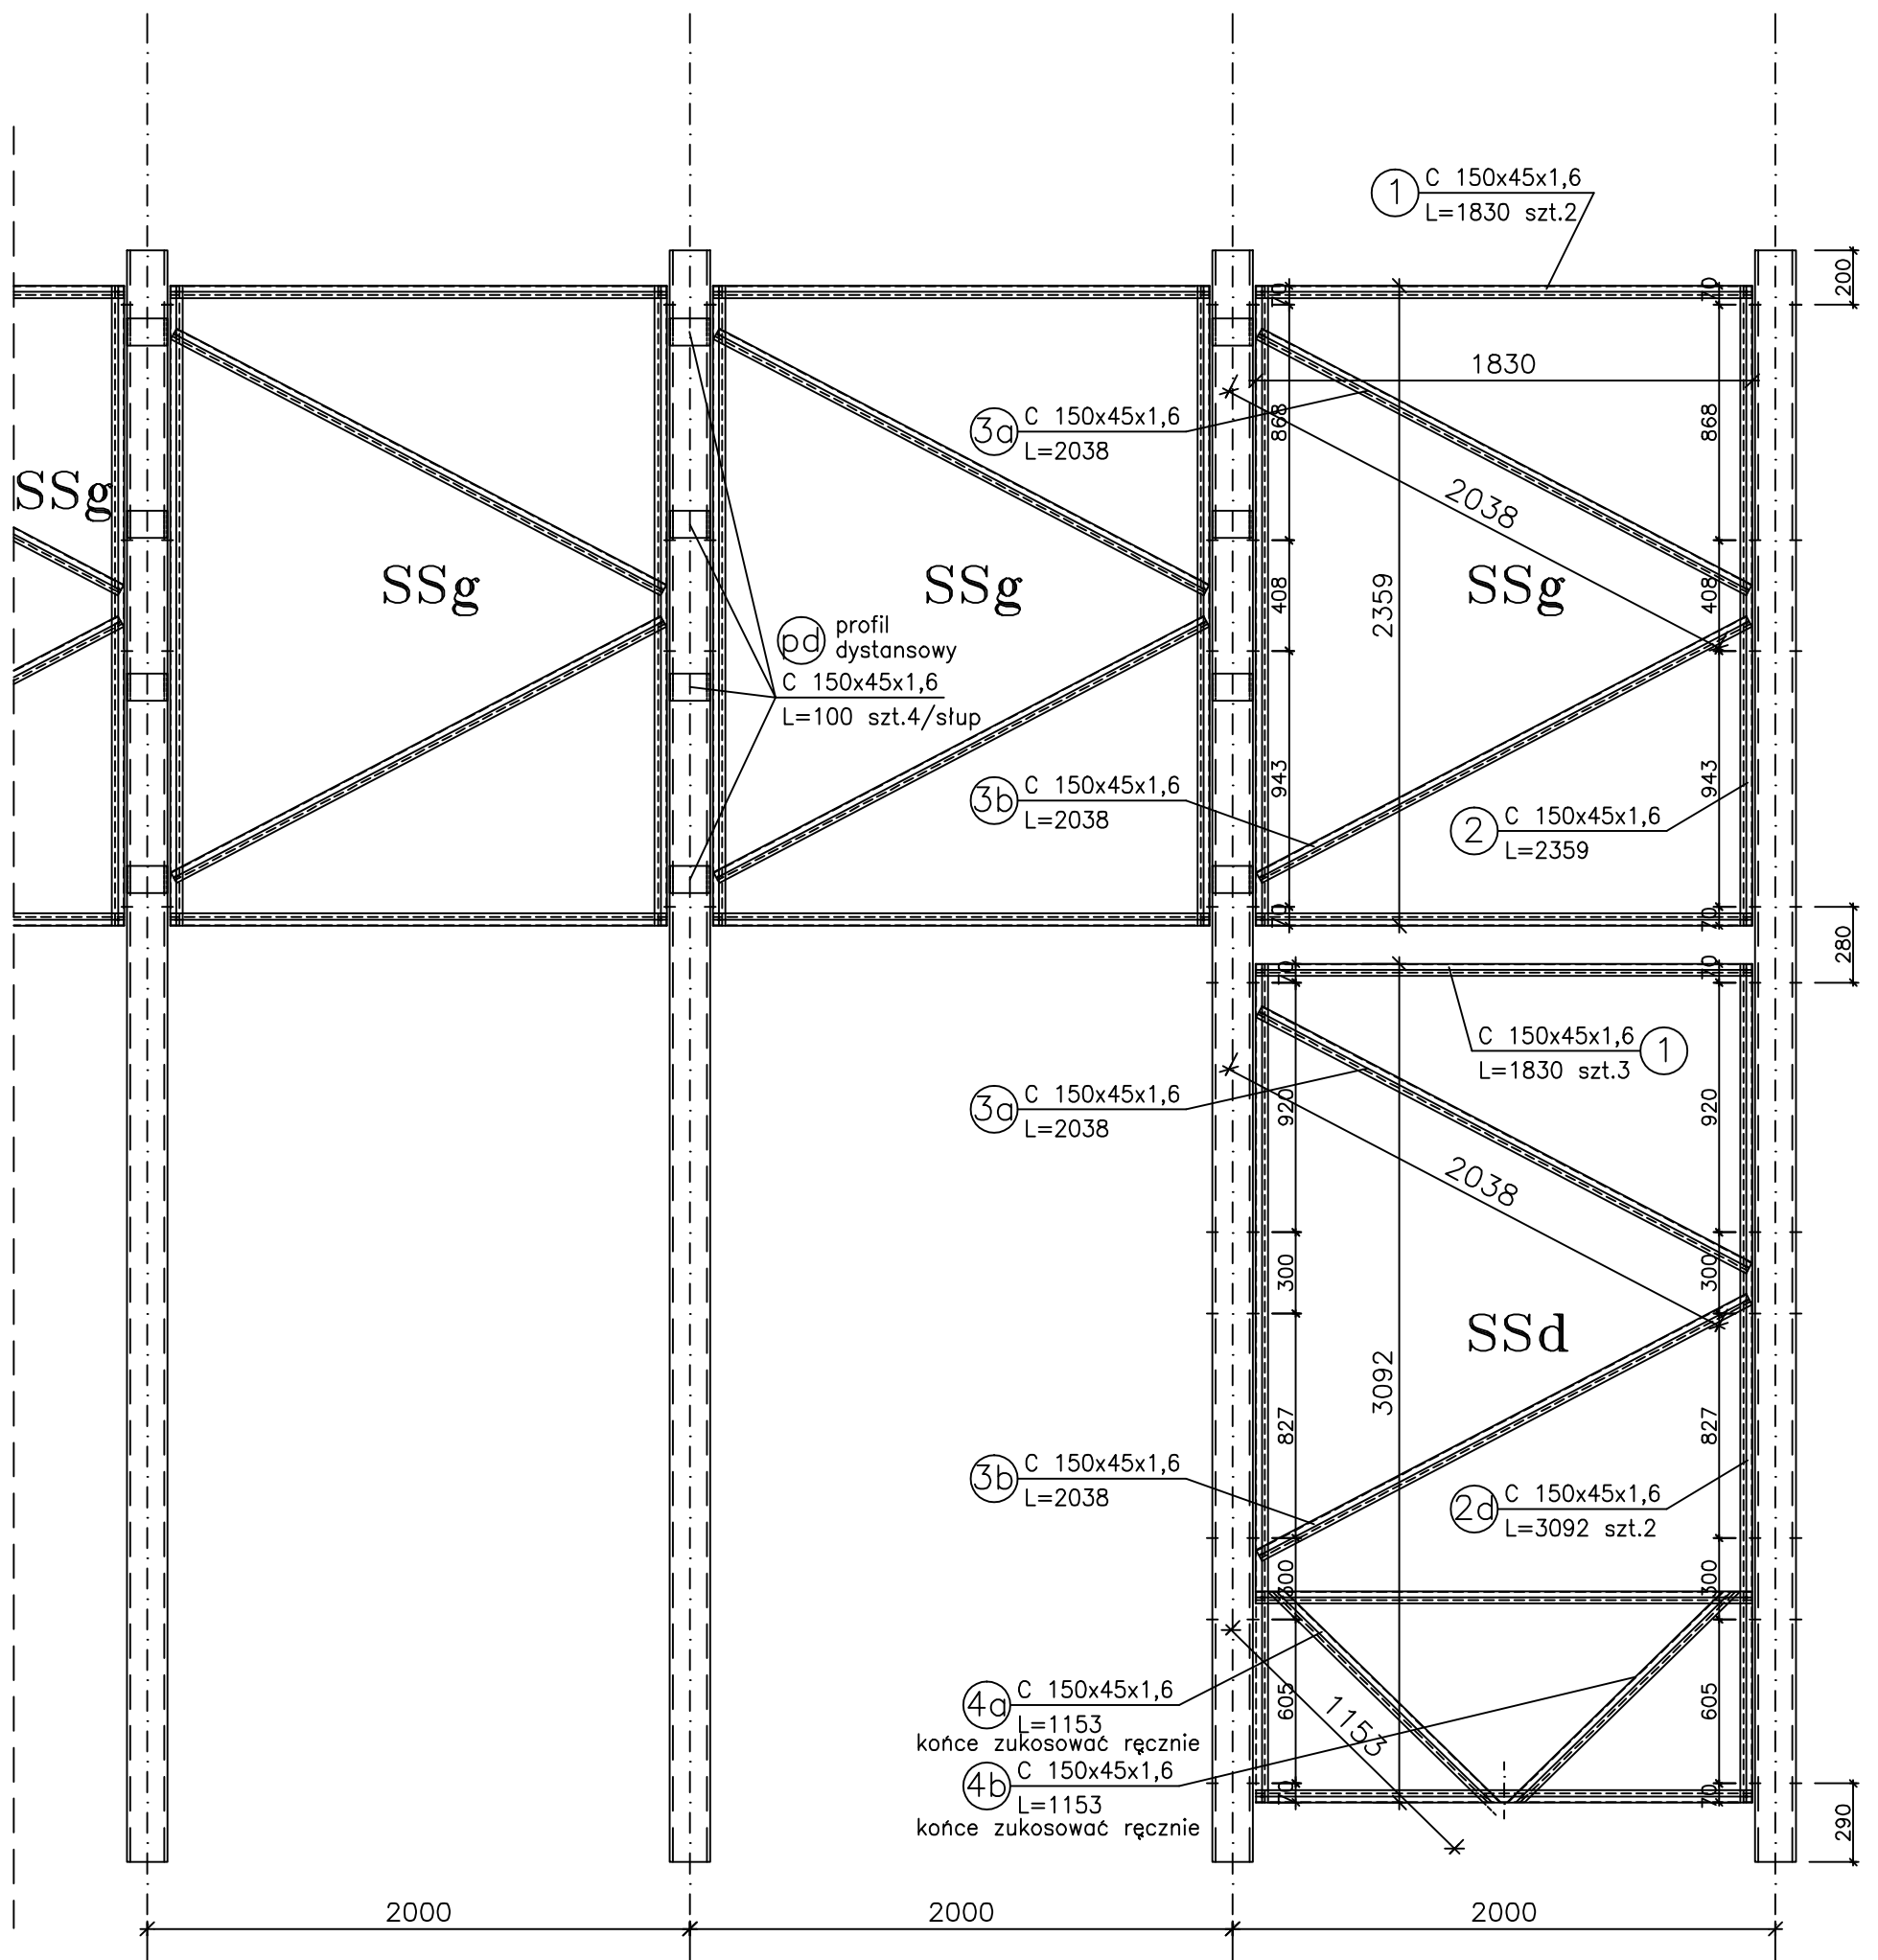 1
C 150x45x1,6
L=1830 szt.2
200
70
70
1830
868
868
3a
C 150x45x1,6
L=2038
2038
SSg
SSg
SSg
SSg
408
408
2359
pd
profil
dystansowy
C 150x45x1,6
L=100 szt.4/słup
943
943
3b
C 150x45x1,6
L=2038
2
C 150x45x1,6
L=2359
70
70
280
70
70
C 150x45x1,6
L=1830 szt.3
1
3a
C 150x45x1,6
L=2038
920
920
2038
300
300
SSd
3092
827
827
3b
C 150x45x1,6
L=2038
2d
C 150x45x1,6
L=3092 szt.2
300
300
4a
C 150x45x1,6
L=1153
końce zukosować ręcznie
605
605
1153
4b
C 150x45x1,6
L=1153
końce zukosować ręcznie
70
70
290
2000
2000
2000